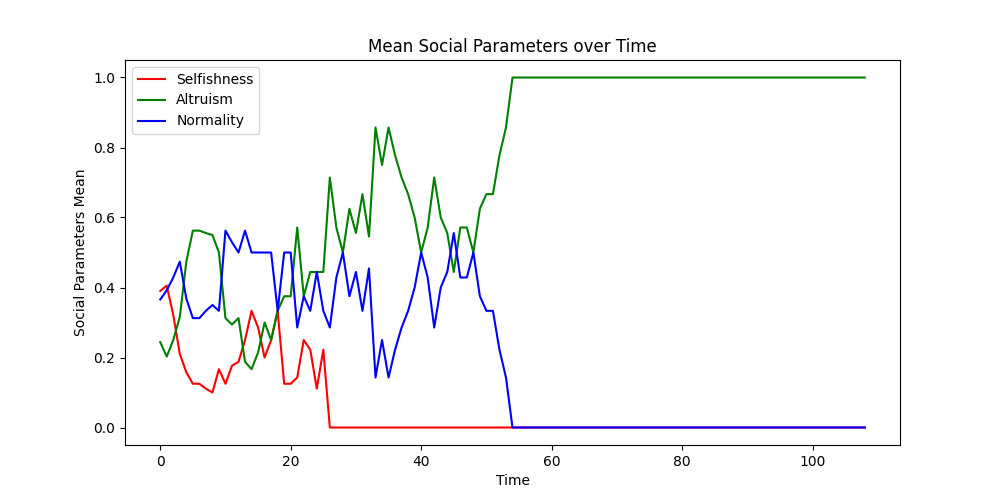 Mean Social Parameters over Time
Selfishness
Altruism
Normality
1.0
0.8
0.6
0.4
0.2
0.0
Social Parameters Mean
0 20 40 60 80 100
Time